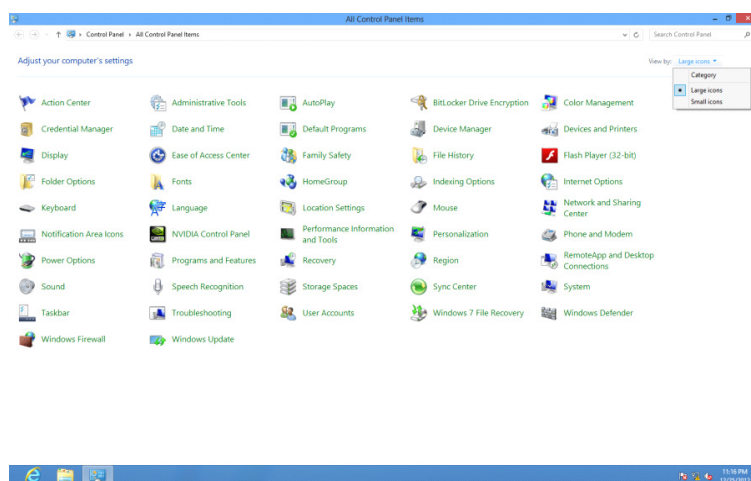 All Control Panel Items
Control Panel › All Control Panel Items
Search Control Panel
Adjust your computer's settings
View by: Large icons
Category
Large icons
Small icons
Action Center
Administrative Tools
AutoPlay
BitLocker Drive Encryption
Color Management
Credential Manager
Date and Time
Default Programs
Device Manager
Devices and Printers
Display
Ease of Access Center
Family Safety
File History
Flash Player (32-bit)
Folder Options
Fonts
HomeGroup
Indexing Options
Internet Options
Keyboard
Language
Location Settings
Mouse
Network and Sharing
Center
Notification Area Icons
NVIDIA Control Panel
Performance Information
and Tools
Personalization
Phone and Modem
Power Options
Programs and Features
Recovery
Region
RemoteApp and Desktop
Connections
Sound
Speech Recognition
Storage Spaces
Sync Center
System
Taskbar
Troubleshooting
User Accounts
Windows 7 File Recovery
Windows Defender
Windows Firewall
Windows Update
11:16 PM